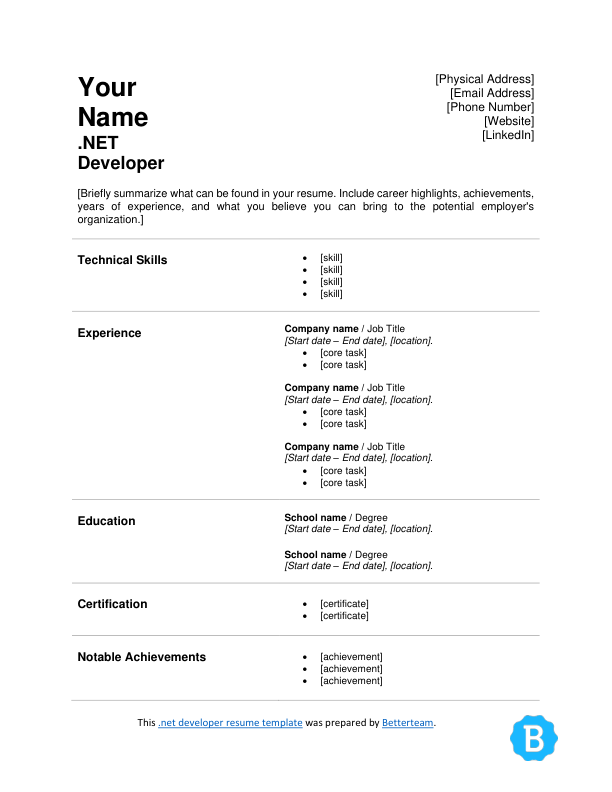 Your
Name
.NET
Developer
[Physical Address]
[Email Address]
[Phone Number]
[Website]
[LinkedIn]
[Briefly summarize what can be found in your resume. Include career highlights, achievements,
years of experience, and what you believe you can bring to the potential employer's
organization.]
Technical Skills
• [skill]
• [skill]
• [skill]
• [skill]
Experience
Company name / Job Title
[Start date – End date], [location].
• [core task]
• [core task]
Company name / Job Title
[Start date – End date], [location].
• [core task]
• [core task]
Company name / Job Title
[Start date – End date], [location].
• [core task]
• [core task]
Education
School name / Degree
[Start date – End date], [location].
School name / Degree
[Start date – End date], [location].
Certification
• [certificate]
• [certificate]
Notable Achievements
• [achievement]
• [achievement]
• [achievement]
This .net developer resume template was prepared by Betterteam.
B